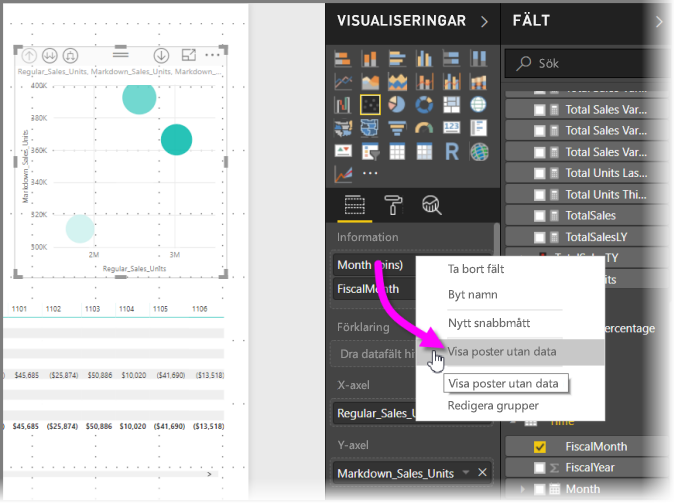 Regular_Sales_Units, Markdown_Sales_Units, Markdown_...
400K
380K
360K
340K
320K
300K
Markdown_Sales_Units
2M 3M
Regular_Sales_Units
1101 1102 1103 1104 1105 1106
$45,685 ($25,874) $50,886 $10,020 ($41,690) ($13,518)
$45,685 ($25,874) $50,886 $10,020 ($41,690) ($13,518)
VISUALISERINGAR
R
123
Information
Month (bins)
FiscalMonth
Förklaring
Dra datafält hi
X-axel
Regular_Sales_U
Y-axel
Markdown_Sales_Units
Ta bort fält
Byt namn
Nytt snabbmått
Visa poster utan data
Visa poster utan data
Redigera grupper
FÄLT
Sök
Total Sales Var...
Total Sales Var...
Total Sales Var...
Total Units Las...
Total Units Thi...
TotalSales
TotalSalesLY
ercentage
Time
FiscalMonth
FiscalYear
Month